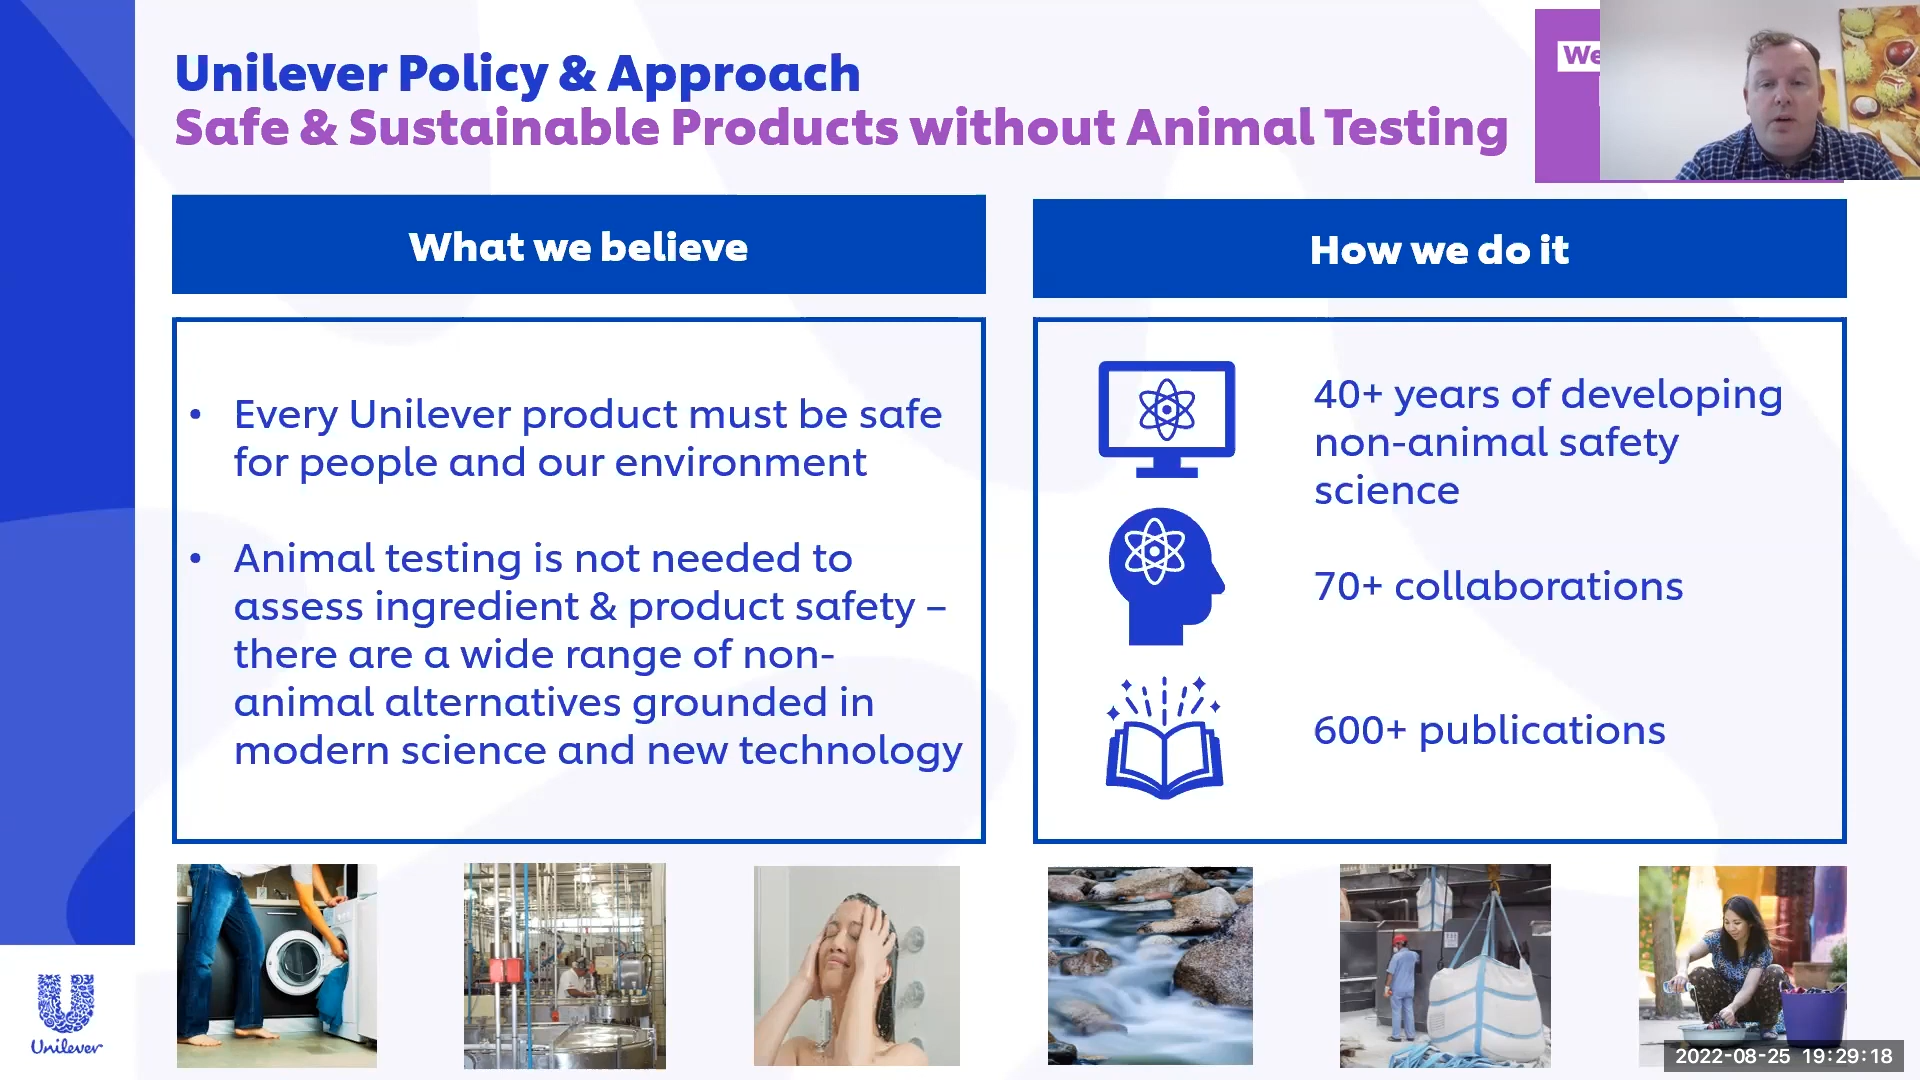 Unilever Policy & Approach
Safe & Sustainable Products without Animal Testing
We
What we believe
How we do it
• Every Unilever product must be safe
for people and our environment
• Animal testing is not needed to
assess ingredient & product safety –
there are a wide range of non-
animal alternatives grounded in
modern science and new technology
40+ years of developing
non-animal safety
science
70+ collaborations
600+ publications
Unilever
2022-08-25 19:29:18